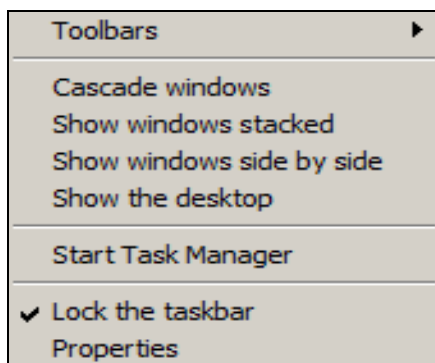 Toolbars
Cascade windows
Show windows stacked
Show windows side by side
Show the desktop
Start Task Manager
Lock the taskbar
Properties